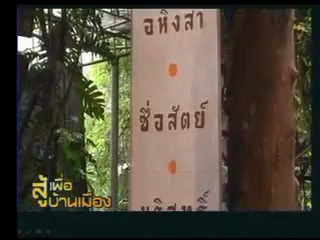 อหิงสา
ซื่อสัตย์
สู้เพื่อ
บ้านเมือง